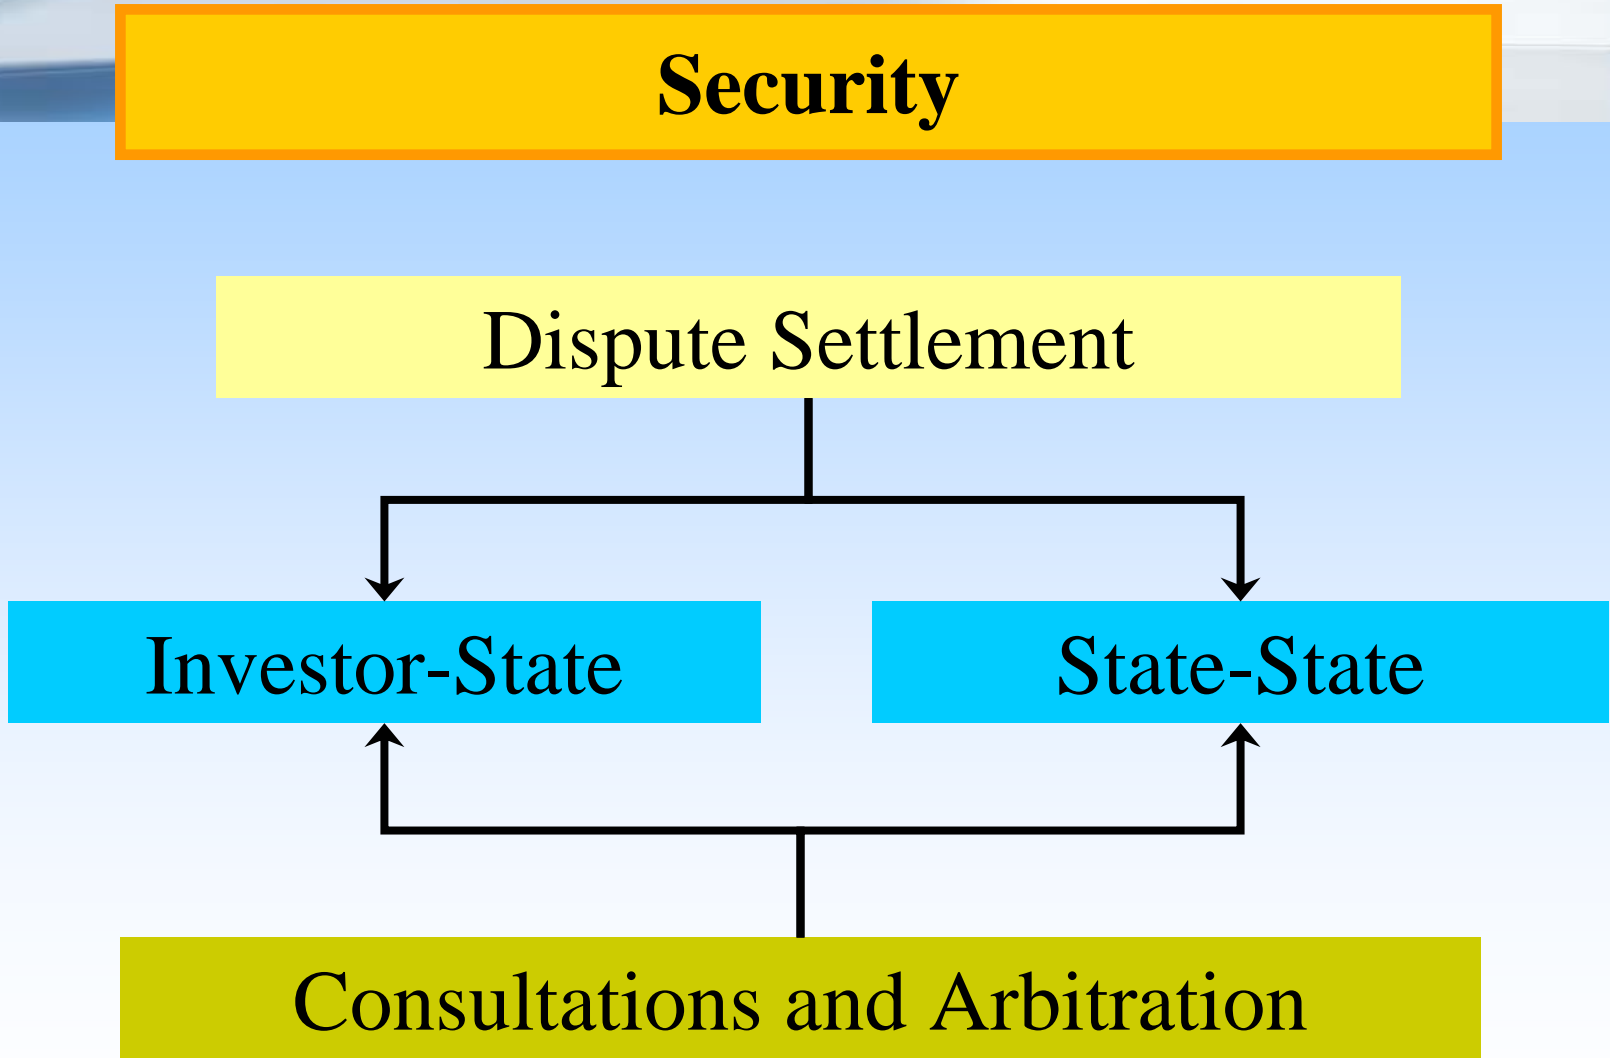 Security
Dispute Settlement
Investor-State
State-State
Consultations and Arbitration